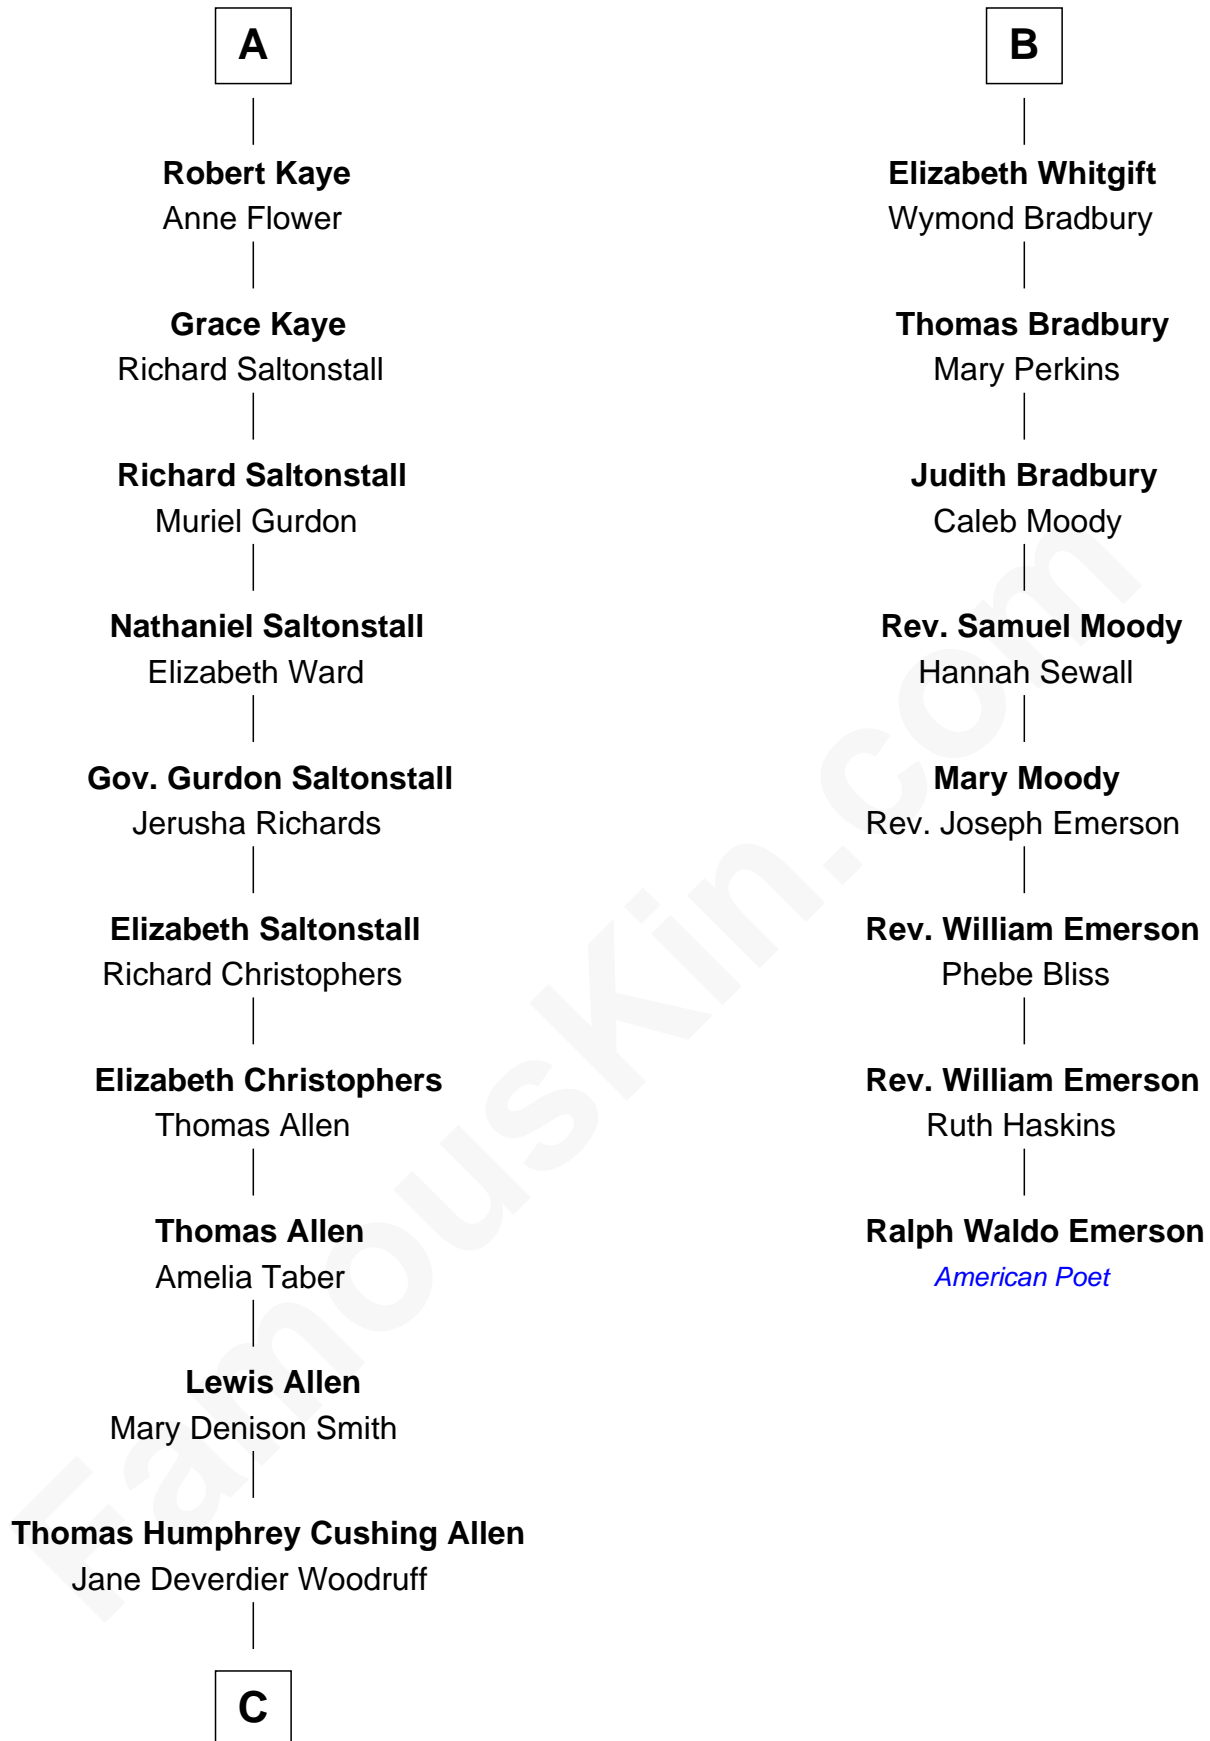 A
Robert Kaye
Anne Flower
Grace Kaye
Richard Saltonstall
Richard Saltonstall
Muriel Gurdon
Nathaniel Saltonstall
Elizabeth Ward
Gov. Gurdon Saltonstall
Jerusha Richards
Elizabeth Saltonstall
Richard Christophers
Elizabeth Christophers
Thomas Allen
Thomas Allen
Amelia Taber
Lewis Allen
Mary Denison Smith
Thomas Humphrey Cushing Allen
Jane Deverdier Woodruff
C
B
Elizabeth Whitgift
Wymond Bradbury
Thomas Bradbury
Mary Perkins
Judith Bradbury
Caleb Moody
Rev. Samuel Moody
Hannah Sewall
Mary Moody
Rev. Joseph Emerson
Rev. William Emerson
Phebe Bliss
Rev. William Emerson
Ruth Haskins
Ralph Waldo Emerson
American Poet
FamousKin.com